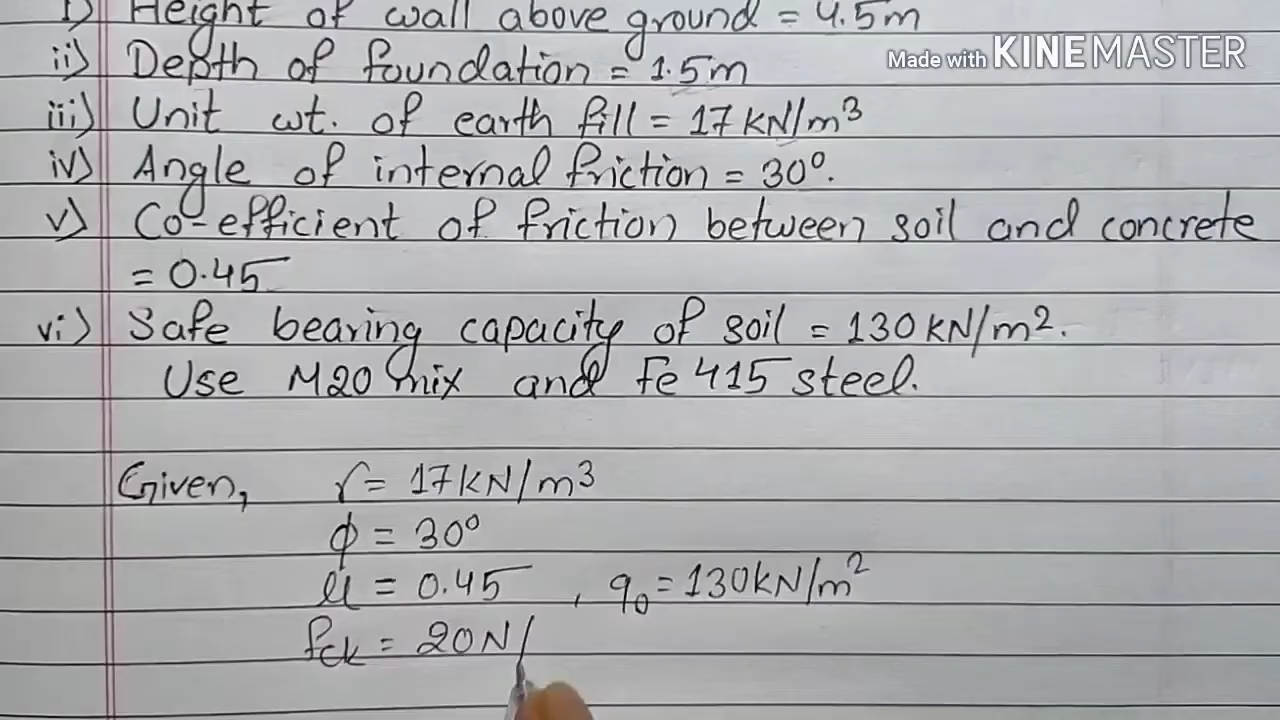 i) Height of wall above ground = 4.5m
Made with KINEMASTER
ii) Depth of foundation = 1.5m
iii) Unit wt. of earth fill = 17 KN/m³
iv) Angle of internal friction = 30°.
v) Co-efficient of friction between soil and concrete
= 0.45
vi) Safe bearing capacity of soil = 130 KN/m².
Use M20 mix and Fe 415 steel.
Given, γ = 17 KN/m³
φ = 30°
μ = 0.45 , q₀ = 130 KN/m²
fck = 20 N/